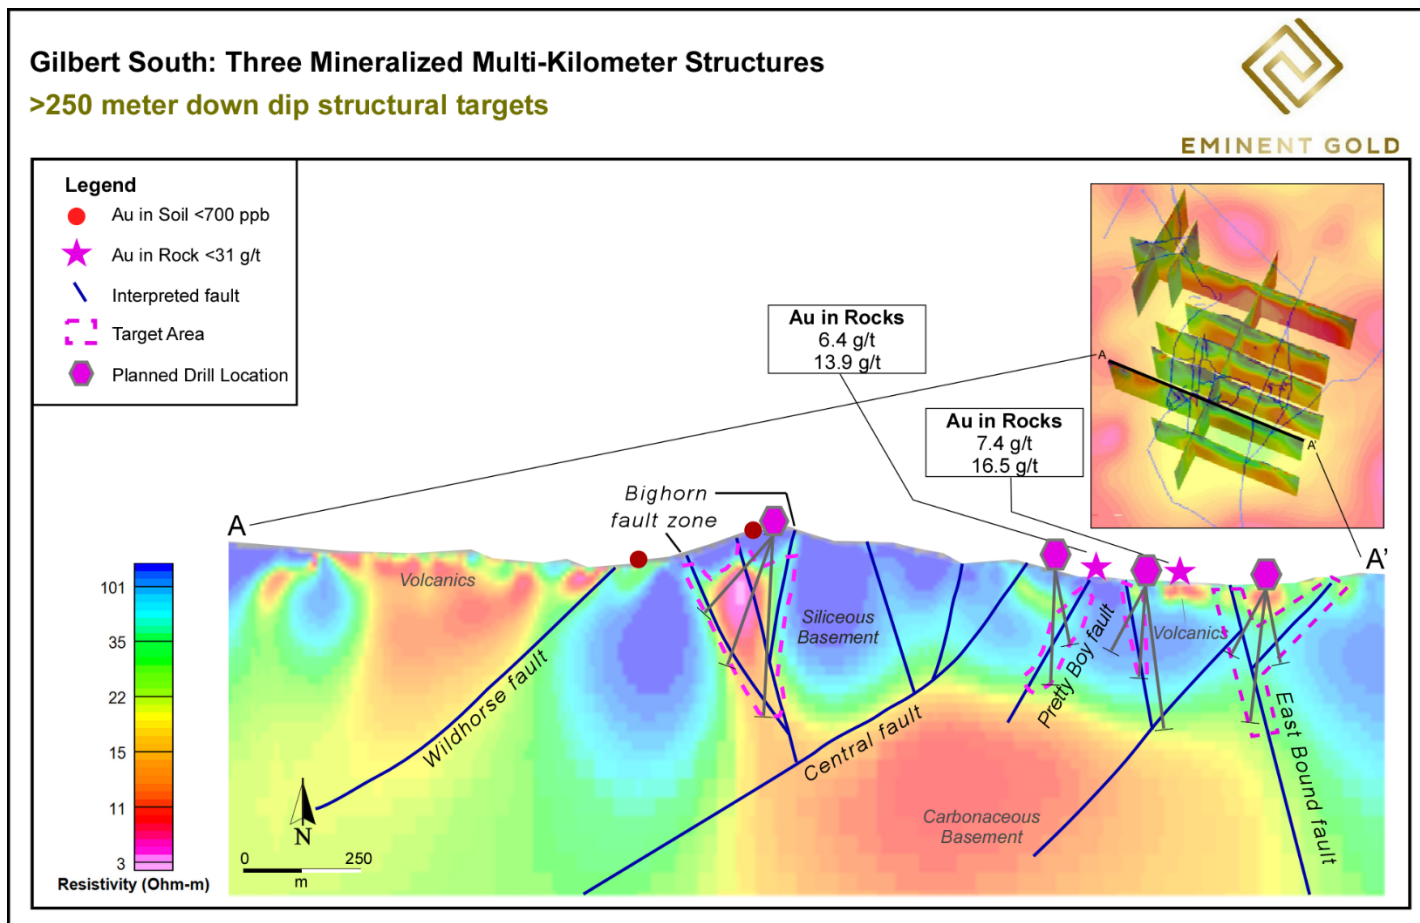 Gilbert South: Three Mineralized Multi-Kilometer Structures
>250 meter down dip structural targets
EMINENT GOLD
Legend
Au in Soil <700 ppb
Au in Rock <31 g/t
Interpreted fault
Target Area
Planned Drill Location
Au in Rocks
6.4 g/t
13.9 g/t
Au in Rocks
7.4 g/t
16.5 g/t
A
A'
A
A'
Bighorn
fault zone
Volcanics
Siliceous
Basement
Volcanics
Wildhorse fault
Central fault
Pretty Boy fault
East Bound fault
Carbonaceous
Basement
101
35
22
15
11
3
Resistivity (Ohm-m)
N
0
250
m